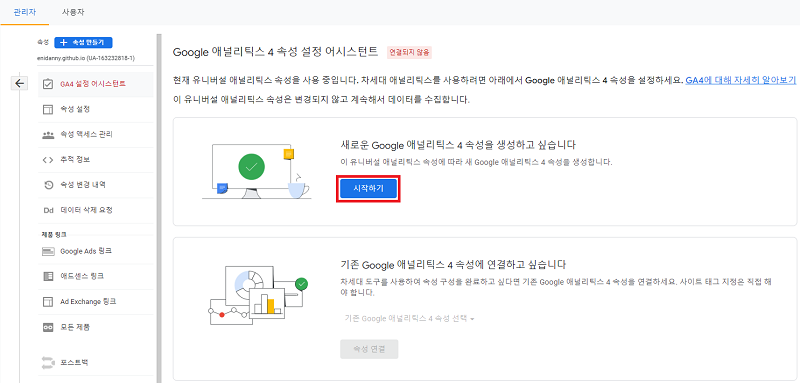 관리자 사용자
속성 + 속성 만들기
enidanny.github.io (UA-163232818-1)
GA4 설정 어시스턴트
속성 설정
속성 액세스 관리
추적 정보
속성 변경 내역
Dd 데이터 삭제 요청
제품 링크
Google Ads 링크
애드센스 링크
Ad Exchange 링크
모든 제품
포스트백
Google 애널리틱스 4 속성 설정 어시스턴트 연결되지 않음
현재 유니버설 애널리틱스 속성을 사용 중입니다. 차세대 애널리틱스를 사용하려면 아래에서 Google 애널리틱스 4 속성을 설정하세요. GA4에 대해 자세히 알아보기
이 유니버설 애널리틱스 속성은 변경되지 않고 계속해서 데이터를 수집합니다.
새로운 Google 애널리틱스 4 속성을 생성하고 싶습니다
이 유니버설 애널리틱스 속성에 따라 새 Google 애널리틱스 4 속성을 생성합니다.
시작하기
기존 Google 애널리틱스 4 속성에 연결하고 싶습니다
차세대 도구를 사용하여 속성 구성을 완료하고 싶다면 기존 Google 애널리틱스 4 속성을 연결하세요. 사이트 태그 지정은 직접 해
야 합니다.
기존 Google 애널리틱스 4 속성 선택
속성 연결